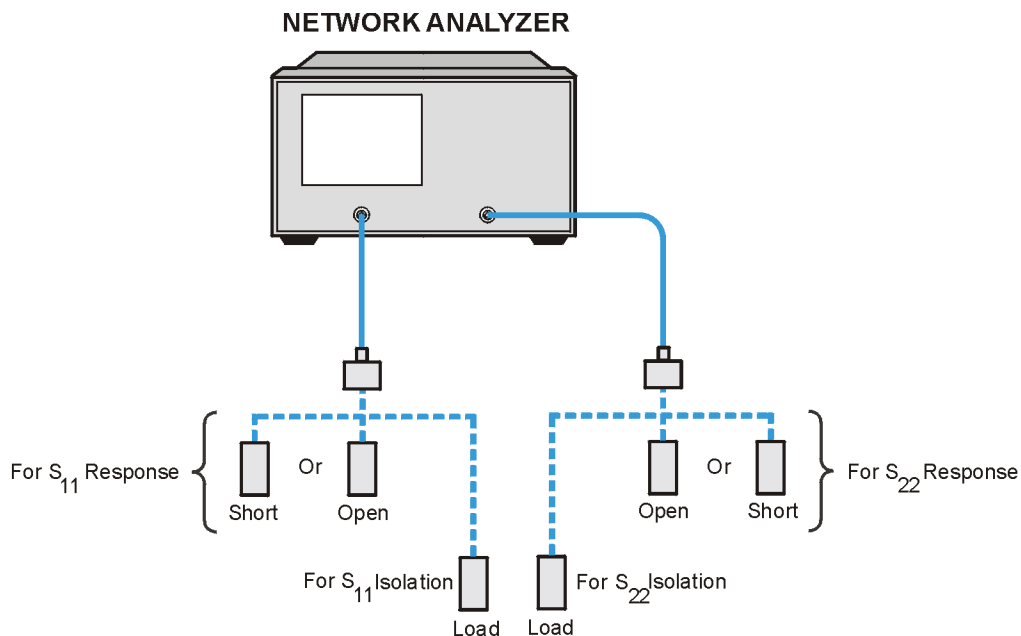 NETWORK ANALYZER
For S11 Response
Or
Short
Open
Or
Open
Short
For S22 Response
For S11 Isolation
Load
For S22 Isolation
Load